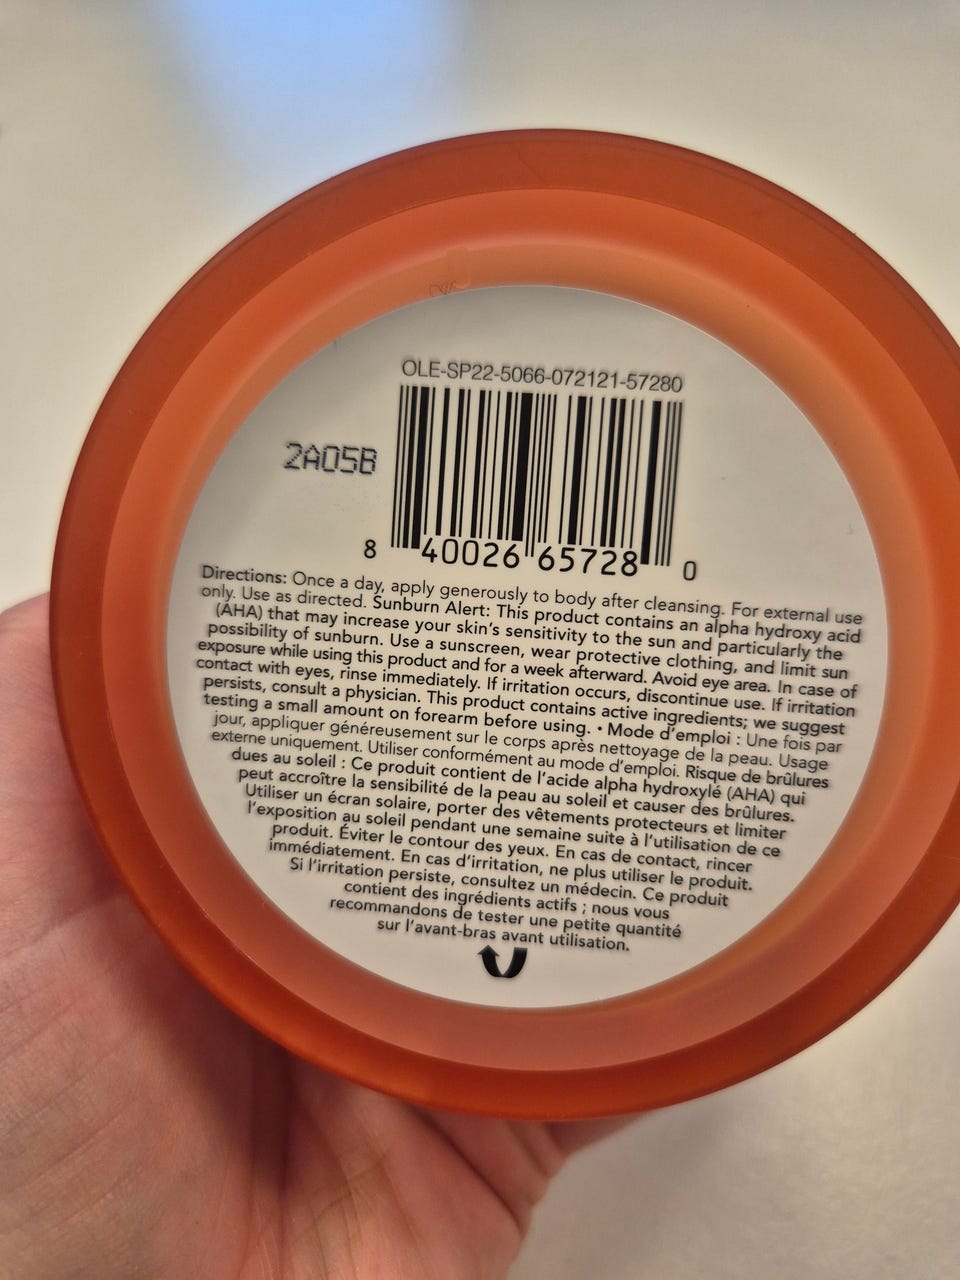 OLE-SP22-5066-072121-57280
2A05B
8 40026 65728 0
Directions: Once a day, apply generously to body after cleansing. For external use
only. Use as directed. Sunburn Alert: This product contains an alpha hydroxy acid
(AHA) that may increase your skin's sensitivity to the sun and particularly the
possibility of sunburn. Use a sunscreen, wear protective clothing, and limit sun
exposure while using this product and for a week afterward. Avoid eye area. In case of
contact with eyes, rinse immediately. If irritation occurs, discontinue use. If irritation
persists, consult a physician. This product contains active ingredients; we suggest
testing a small amount on forearm before using. • Mode d'emploi : Une fois par
jour, appliquer généreusement sur le corps après nettoyage de la peau. Usage
externe uniquement. Utiliser conformément au mode d'emploi. Risque de brûlures
dues au soleil : Ce produit contient de l'acide alpha hydroxylé (AHA) qui
peut accroître la sensibilité de la peau au soleil et causer des brûlures.
Utiliser un écran solaire, porter des vêtements protecteurs et limiter
l'exposition au soleil pendant une semaine suite à l'utilisation de ce
produit. Éviter le contour des yeux. En cas de contact, rincer
immédiatement. En cas d'irritation, ne plus utiliser le produit.
Si l'irritation persiste, consultez un médecin. Ce produit
contient des ingrédients actifs ; nous vous
recommandons de tester une petite quantité
sur l'avant-bras avant utilisation.